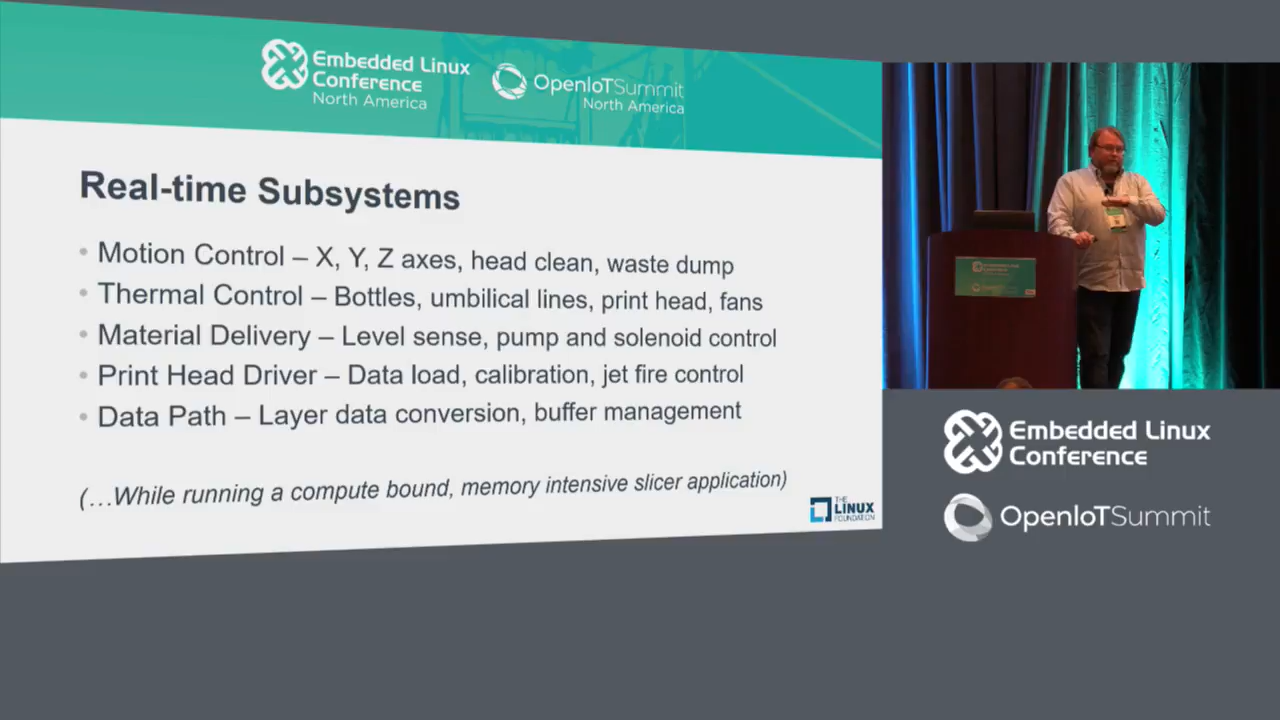 Embedded Linux
Conference
North America
OpenIoTSummit
North America
Real-time Subsystems
• Motion Control – X, Y, Z axes, head clean, waste dump
• Thermal Control – Bottles, umbilical lines, print head, fans
• Material Delivery – Level sense, pump and solenoid control
• Print Head Driver – Data load, calibration, jet fire control
• Data Path – Layer data conversion, buffer management
(…While running a compute bound, memory intensive slicer application)
THE
LINUX
FOUNDATION
Embedded Linux
Conference
OpenIoTSummit